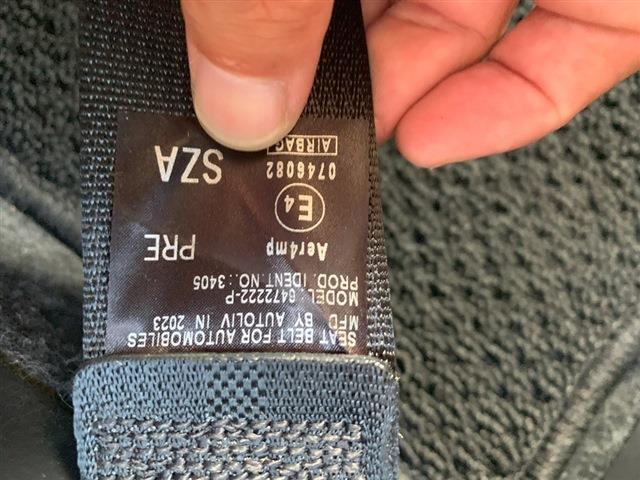 SEAT BELT FOR AUTOMOBILES
MFD BY AUTOLIV IN 2023
MODEL: 6472222-P
PROD. IDENT.NO.: 3405
Aer4mp PRE
E4
0746082 SZA
AIRBAG